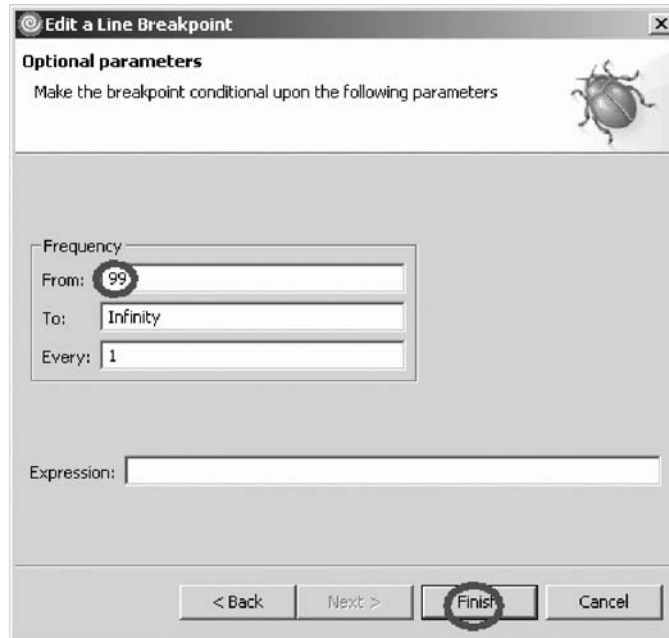 Edit a Line Breakpoint
Optional parameters
Make the breakpoint conditional upon the following parameters
Frequency
From: 99
To: Infinity
Every: 1
Expression:
< Back Next > Finish Cancel